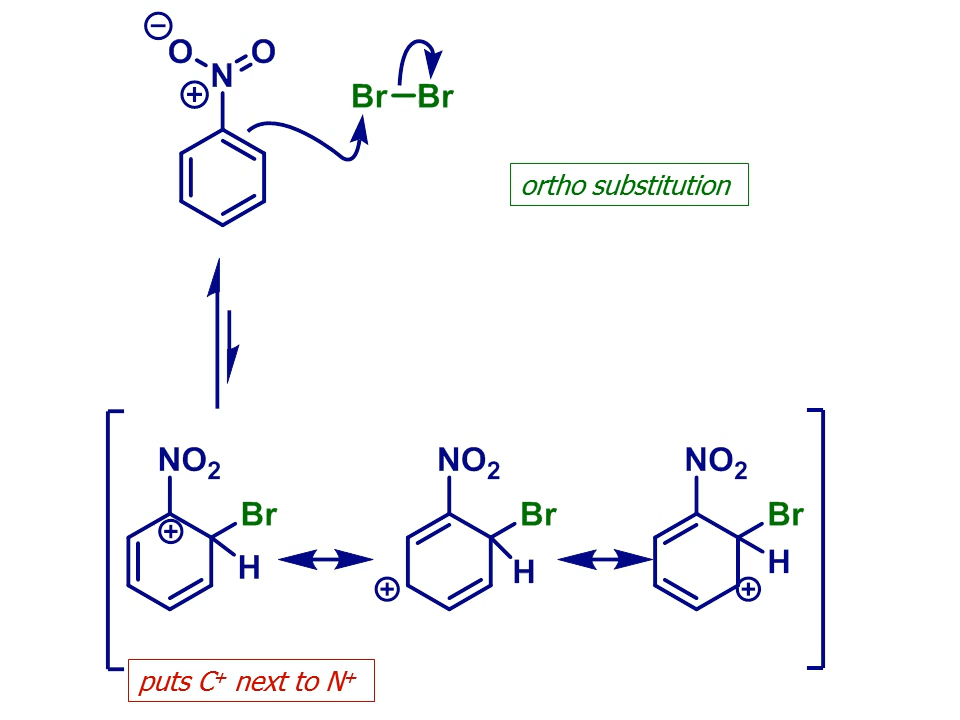 ⊖
O N O
⊕
Br Br
ortho substitution
NO₂ NO₂ NO₂
⊕ Br Br Br
H H H
⊕ ⊕
puts C⁺ next to N⁺